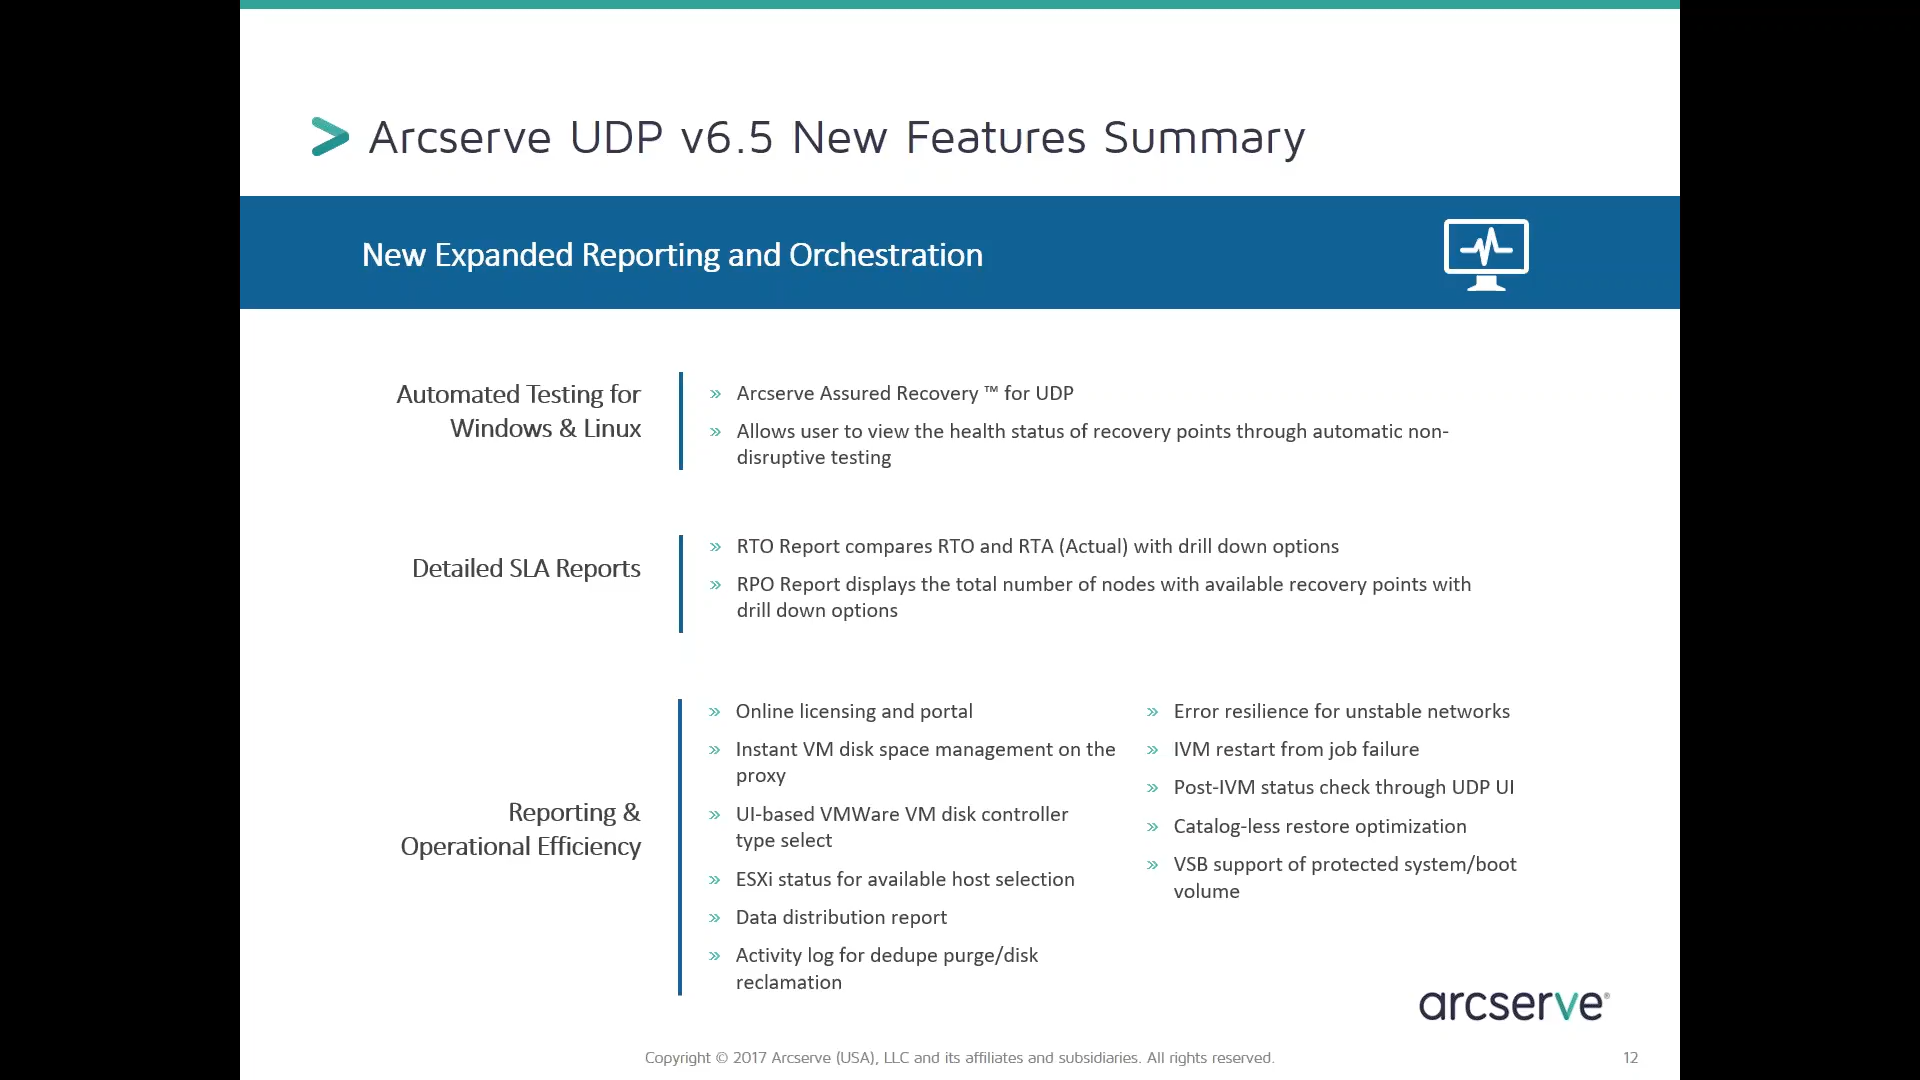 Arcserve UDP v6.5 New Features Summary
New Expanded Reporting and Orchestration
Automated Testing for
Windows & Linux
» Arcserve Assured Recovery ™ for UDP
» Allows user to view the health status of recovery points through automatic non-
disruptive testing
Detailed SLA Reports
» RTO Report compares RTO and RTA (Actual) with drill down options
» RPO Report displays the total number of nodes with available recovery points with
drill down options
Reporting &
Operational Efficiency
» Online licensing and portal
» Instant VM disk space management on the
proxy
» UI-based VMWare VM disk controller
type select
» ESXi status for available host selection
» Data distribution report
» Activity log for dedupe purge/disk
reclamation
» Error resilience for unstable networks
» IVM restart from job failure
» Post-IVM status check through UDP UI
» Catalog-less restore optimization
» VSB support of protected system/boot
volume
arcserve®
Copyright © 2017 Arcserve (USA), LLC and its affiliates and subsidiaries. All rights reserved.
12